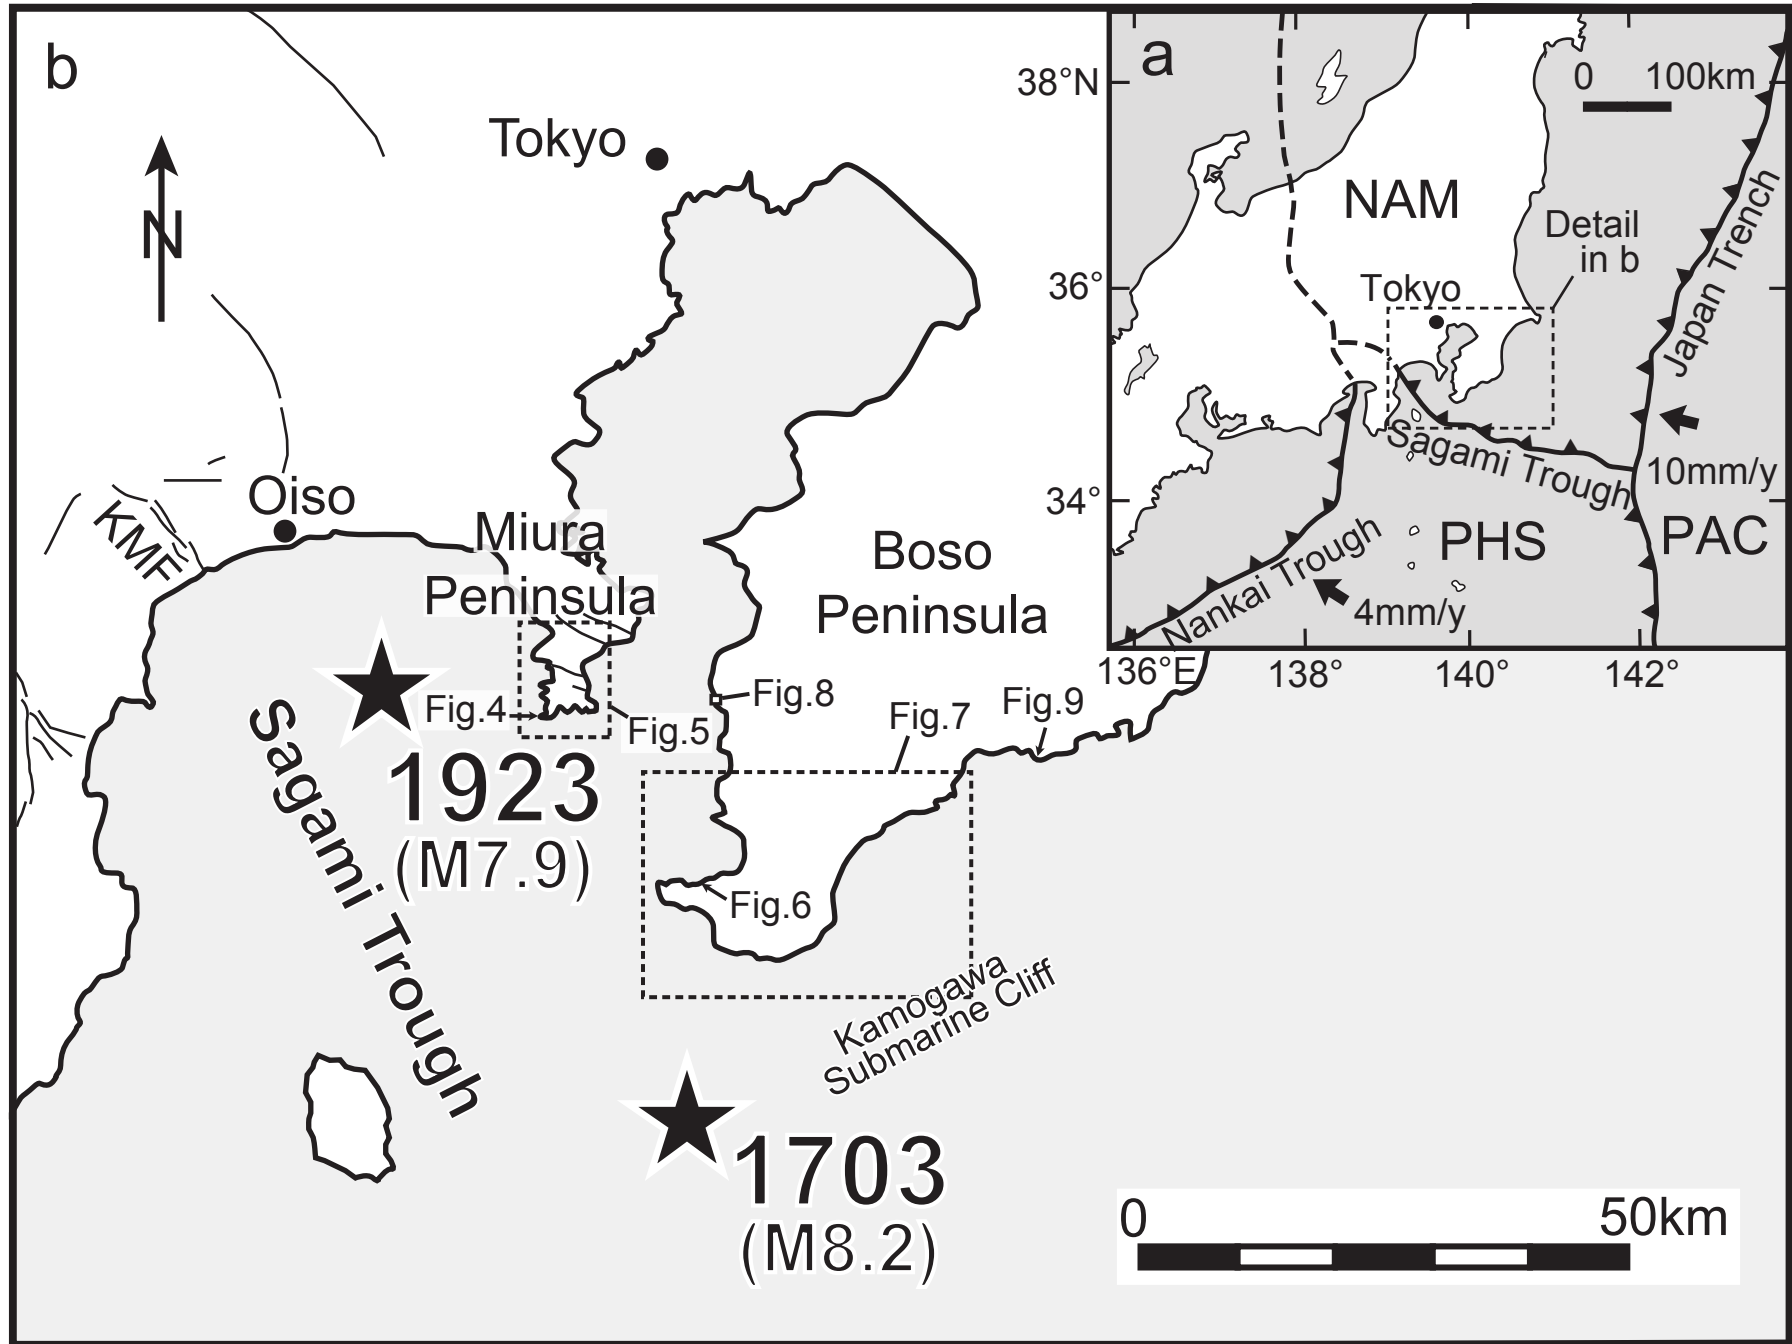 b
N
Tokyo
Oiso
KMF
Miura
Peninsula
Boso
Peninsula
Fig.4
Fig.5
Fig.8
Fig.7
Fig.9
Fig.6
1923
(M7.9)
Sagami Trough
Kamogawa
Submarine Cliff
1703
(M8.2)
0 50km
a
0 100km
38°N
36°
34°
136°E
138°
140°
142°
NAM
Detail
in b
Tokyo
Japan Trench
Sagami Trough
10mm/y
PHS
PAC
Nankai Trough
4mm/y